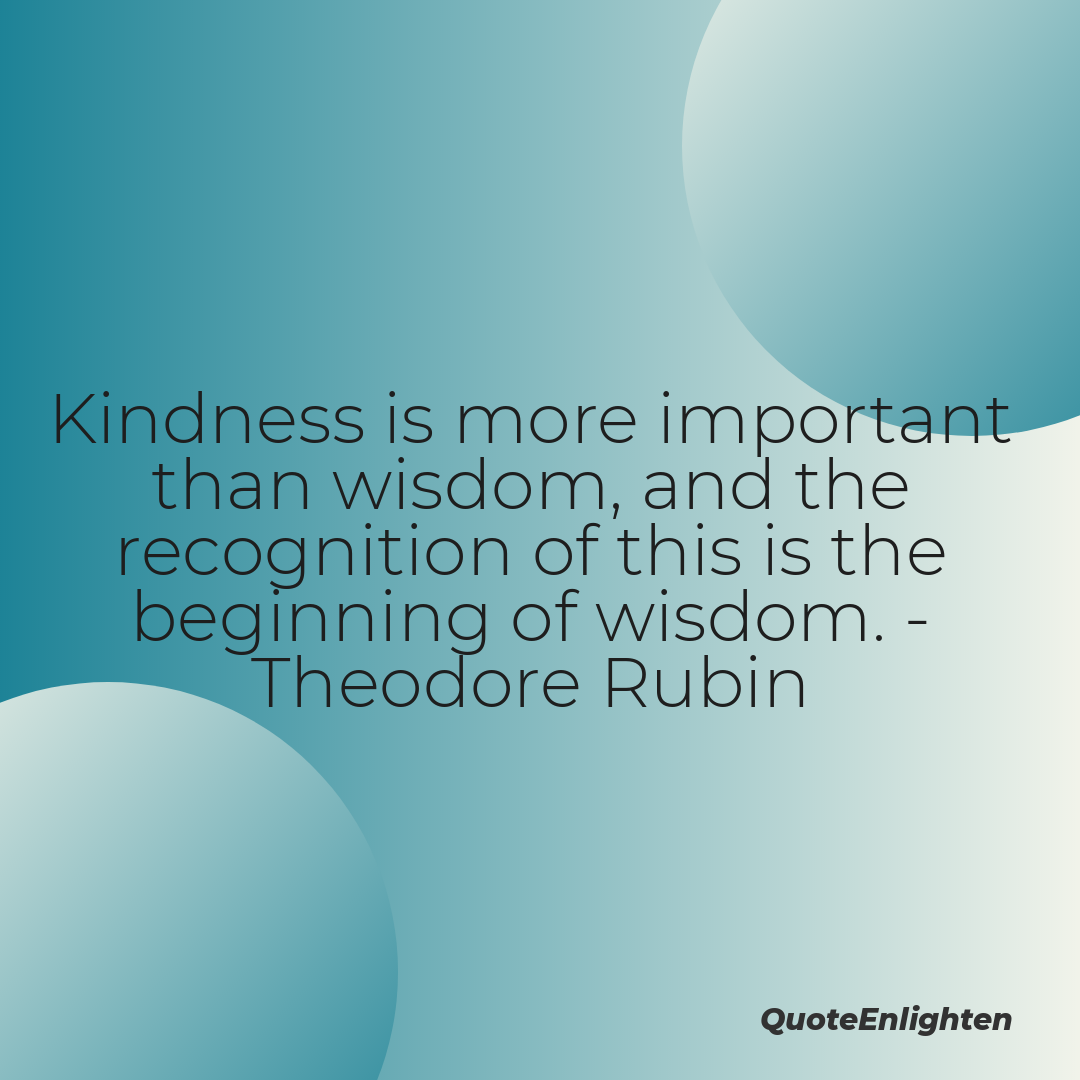 Kindness is more important
than wisdom, and the
recognition of this is the
beginning of wisdom. -
Theodore Rubin
QuoteEnlighten